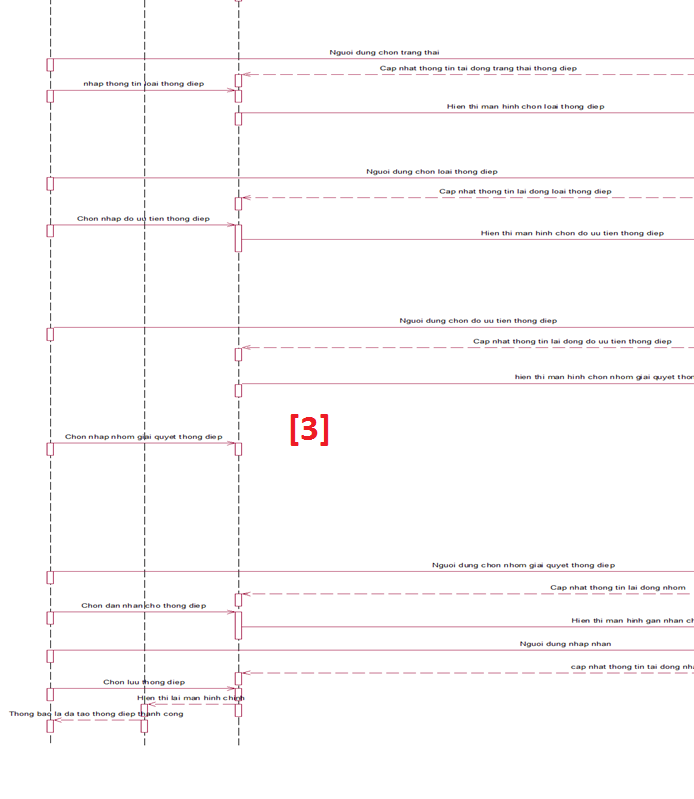 Nguoi dung chon trang thai
Cap nhat thong tin tai dong trang thai thong diep
nhap thong tin loai thong diep
Hien thi man hinh chon loai thong diep
Nguoi dung chon loai thong diep
Cap nhat thong tin lai dong loai thong diep
Chon nhap do uu tien thong diep
Hien thi man hinh chon do uu tien thong diep
Nguoi dung chon do uu tien thong diep
Cap nhat thong tin lai dong do uu tien thong diep
hien thi man hinh chon nhom giai quyet thon
[3]
Chon nhap nhom giai quyet thong diep
Nguoi dung chon nhom giai quyet thong diep
Cap nhat thong tin lai dong nhom
Chon dan nhan cho thong diep
Hien thi man hinh gan nhan ch
Nguoi dung nhap nhan
cap nhat thong tin tai dong nha
Chon luu thong diep
Hien thi lai man hinh chinh
Thong bao la da tao thong diep thanh cong